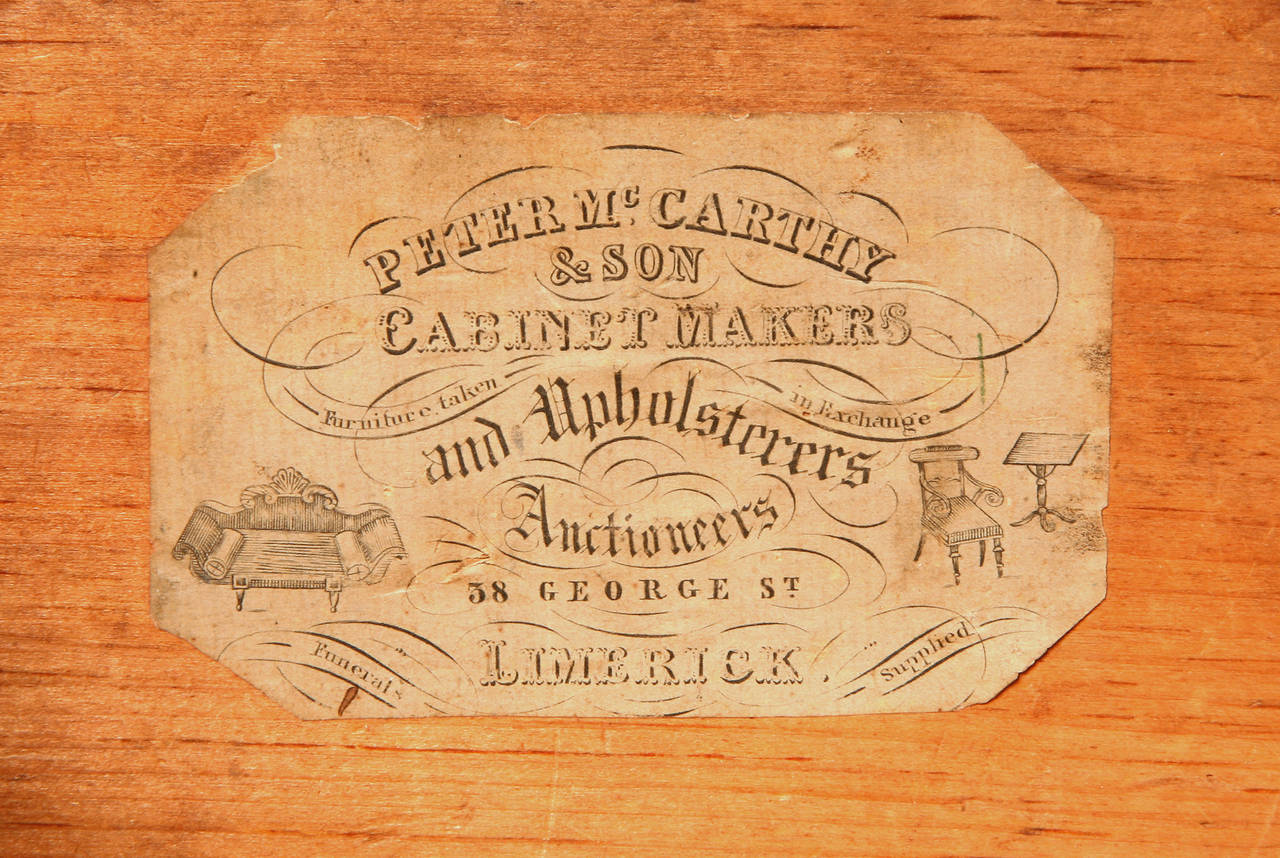 PETER Mc. CARTHY
& SON
CABINET MAKERS
Furniture taken in Exchange
and Upholsterers
Auctioneers
38 GEORGE ST
LIMERICK.
Funerals Supplied